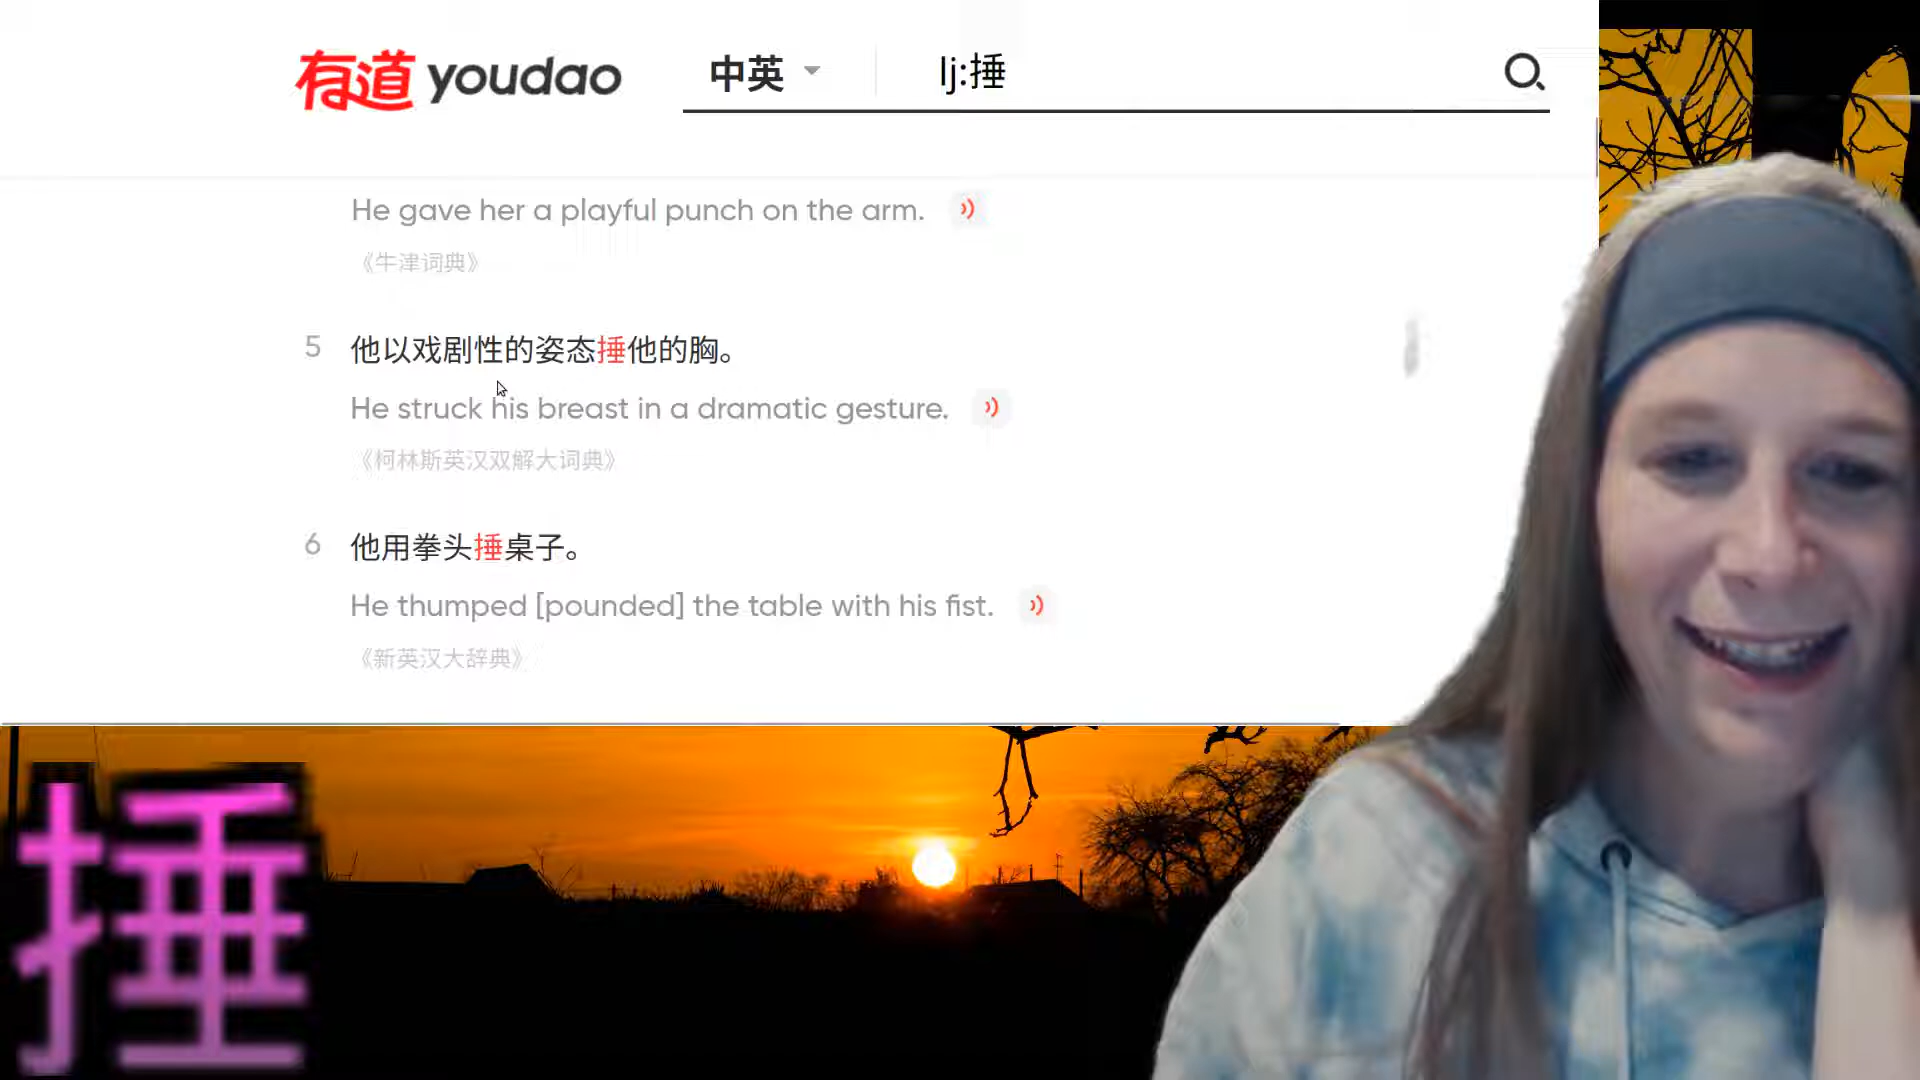 有道 youdao 中英 lj:捶
He gave her a playful punch on the arm.
《牛津词典》
5 他以戏剧性的姿态捶他的胸。
He struck his breast in a dramatic gesture.
《柯林斯英汉双解大词典》
6 他用拳头捶桌子。
He thumped [pounded] the table with his fist.
《新英汉大辞典》
捶